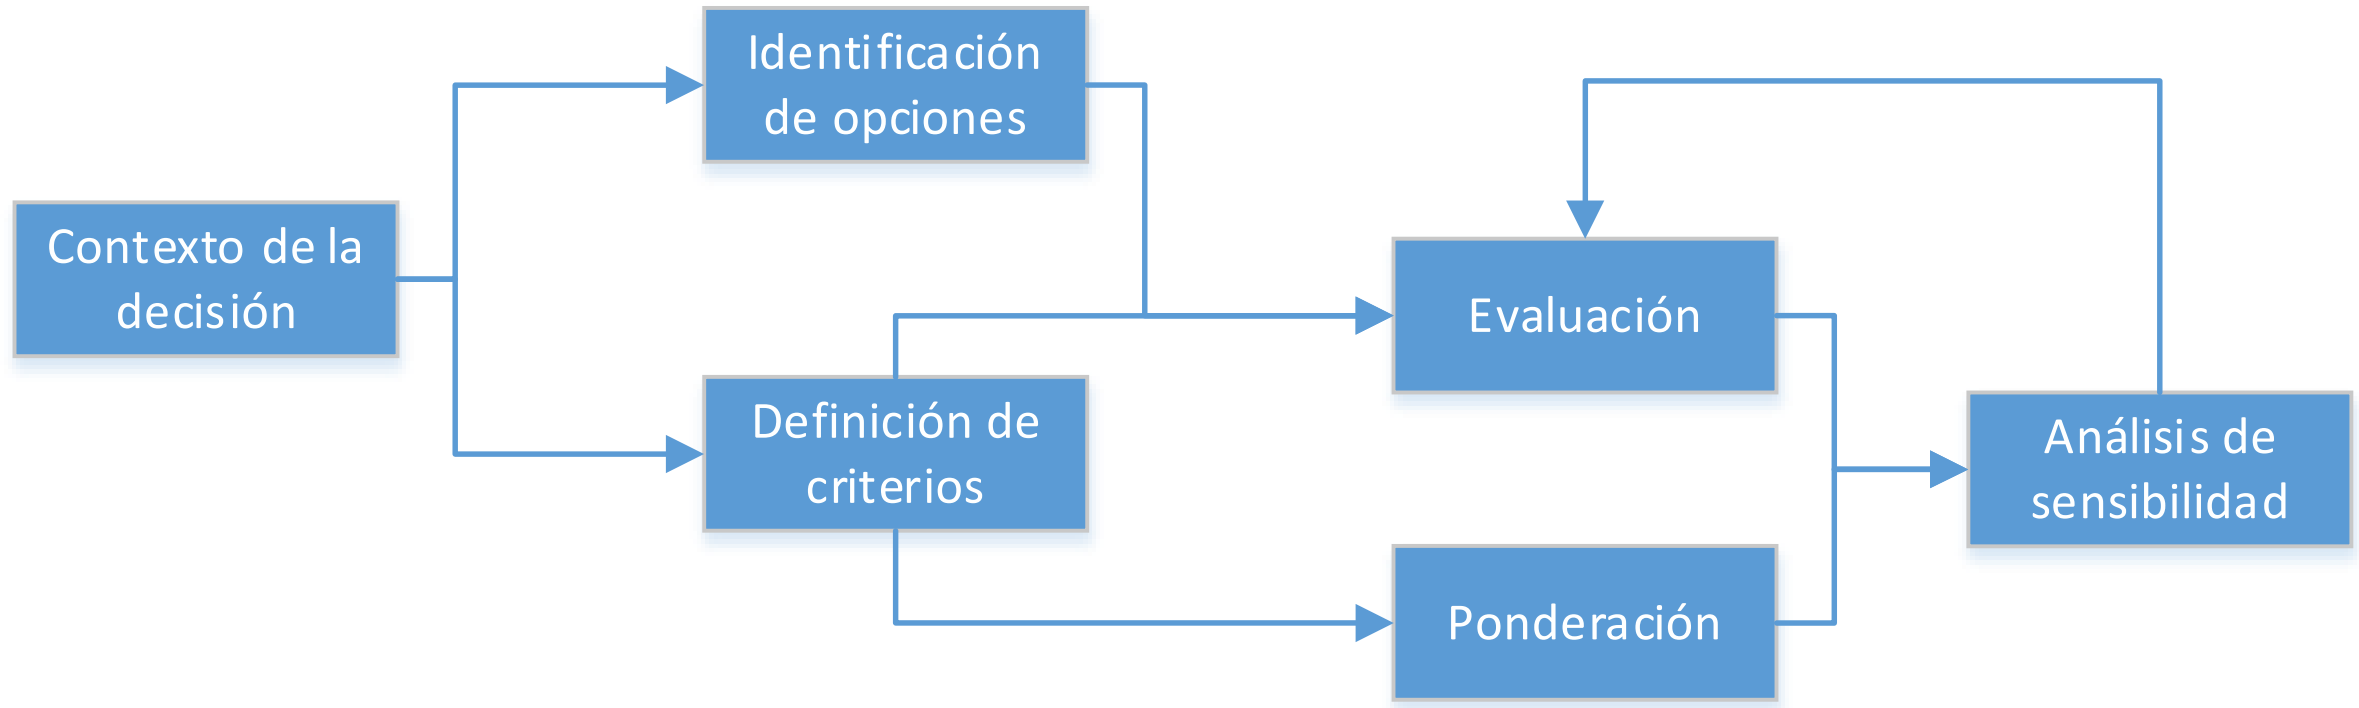 Identificación
de opciones
Contexto de la
decisión
Evaluación
Definición de
criterios
Análisis de
sensibilidad
Ponderación